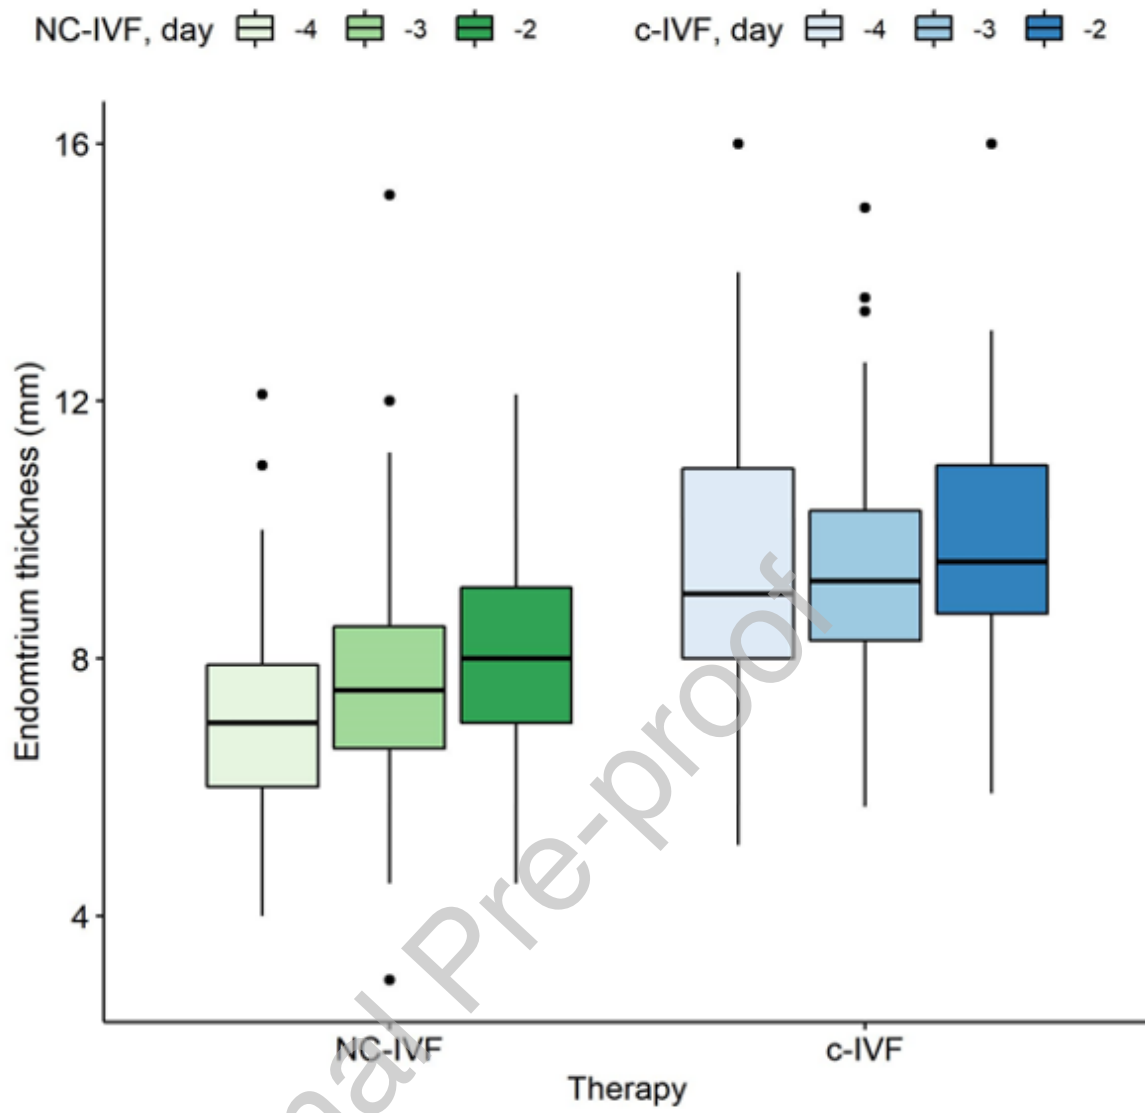 NC-IVF, day -4 -3 -2
c-IVF, day -4 -3 -2
16
12
8
4
Endomtrium thickness (mm)
NC-IVF
c-IVF
Therapy
nal Pre-proof